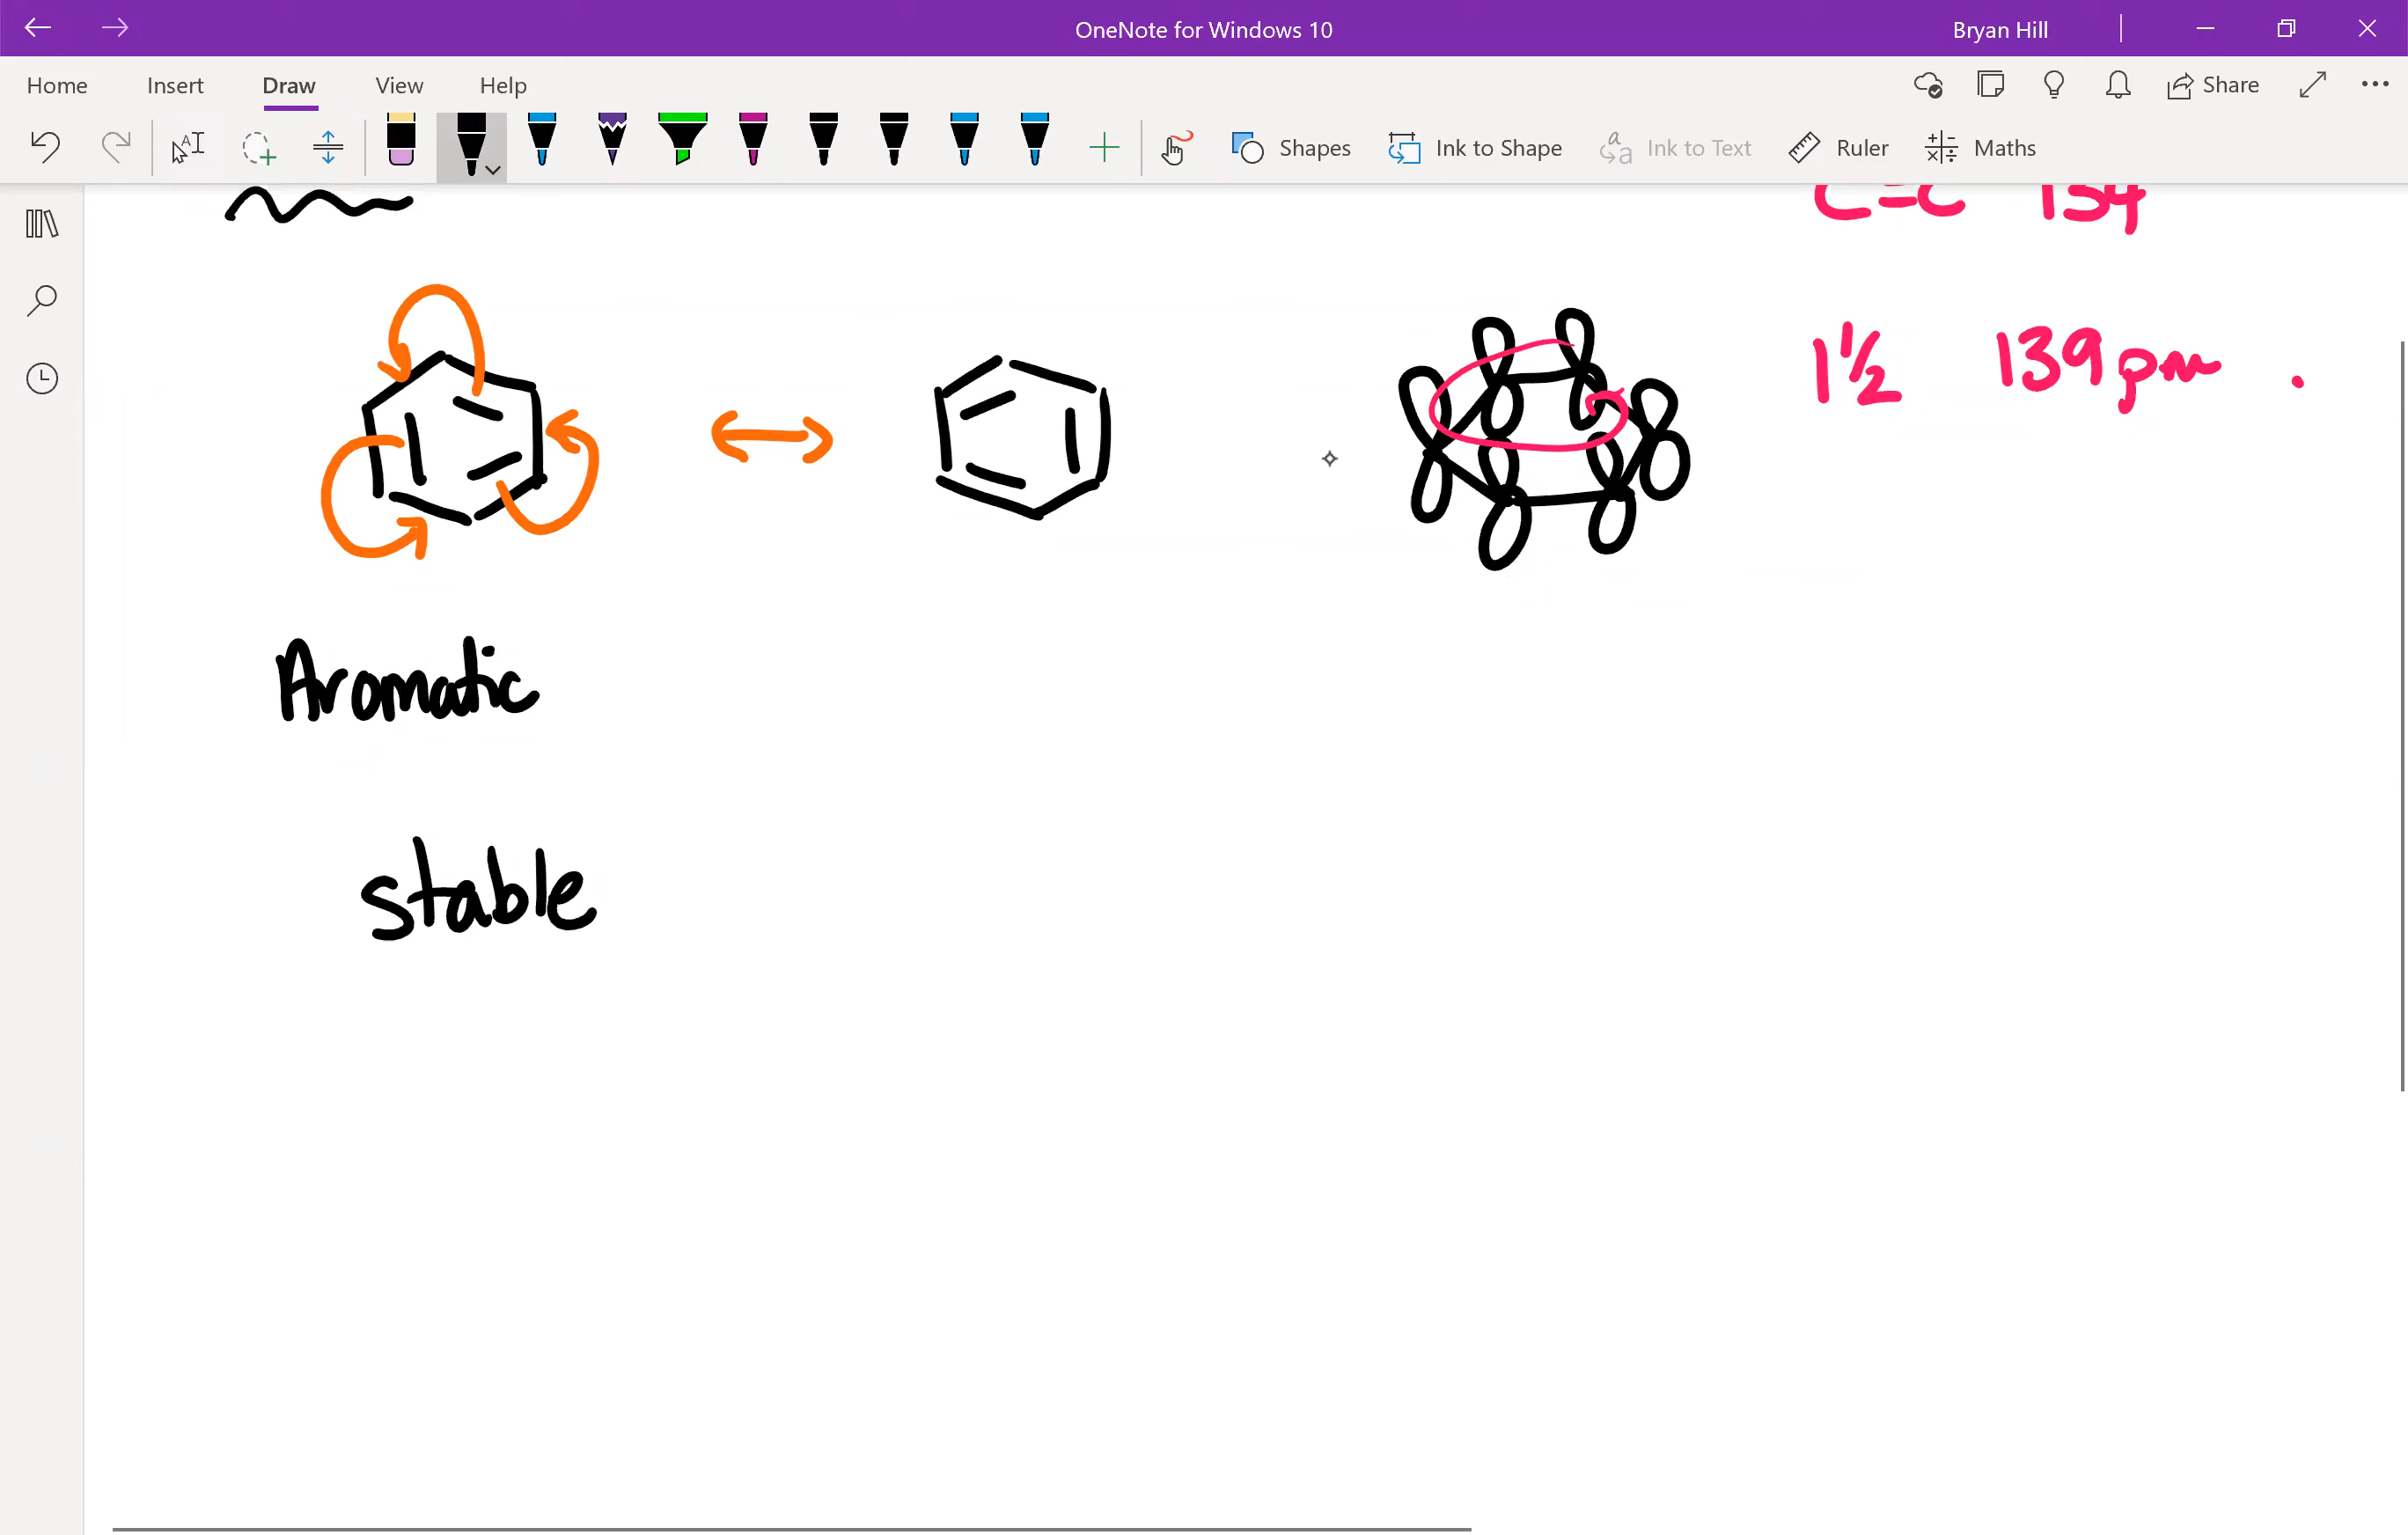 OneNote for Windows 10
Bryan Hill
Home Insert Draw View Help
Share
Shapes Ink to Shape Ink to Text Ruler Maths
C=C 134
1½ 139pm.
Aromatic
stable